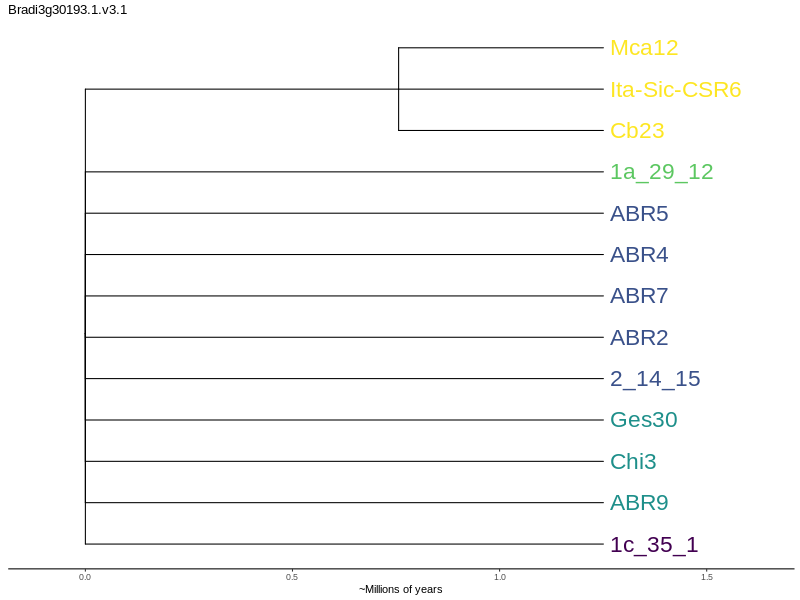 Bradi3g30193.1.v3.1
Mca12
Ita-Sic-CSR6
Cb23
1a_29_12
ABR5
ABR4
ABR7
ABR2
2_14_15
Ges30
Chi3
ABR9
1c_35_1
0.0 0.5 1.0 1.5
~Millions of years